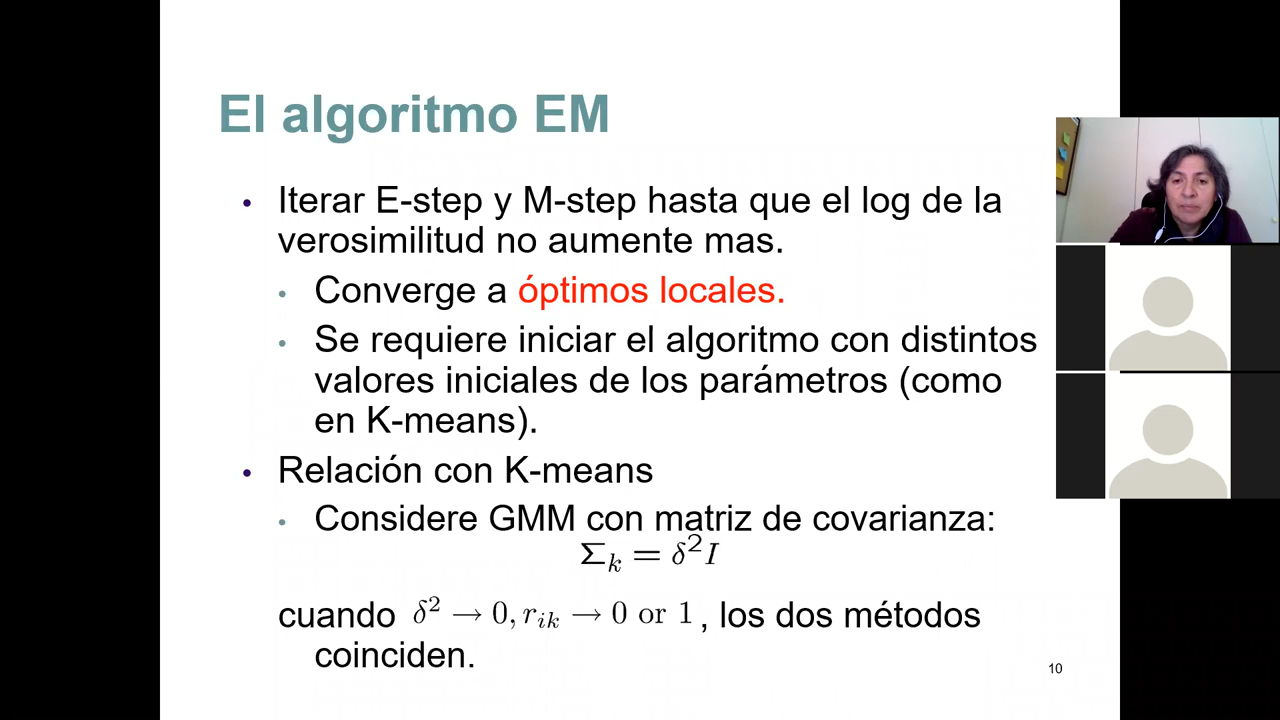 El algoritmo EM
• Iterar E-step y M-step hasta que el log de la
verosimilitud no aumente mas.
• Converge a óptimos locales.
• Se requiere iniciar el algoritmo con distintos
valores iniciales de los parámetros (como
en K-means).
• Relación con K-means
• Considere GMM con matriz de covarianza:
Σ_k = δ²I
cuando δ² → 0, r_ik → 0 or 1 , los dos métodos
coinciden.
10